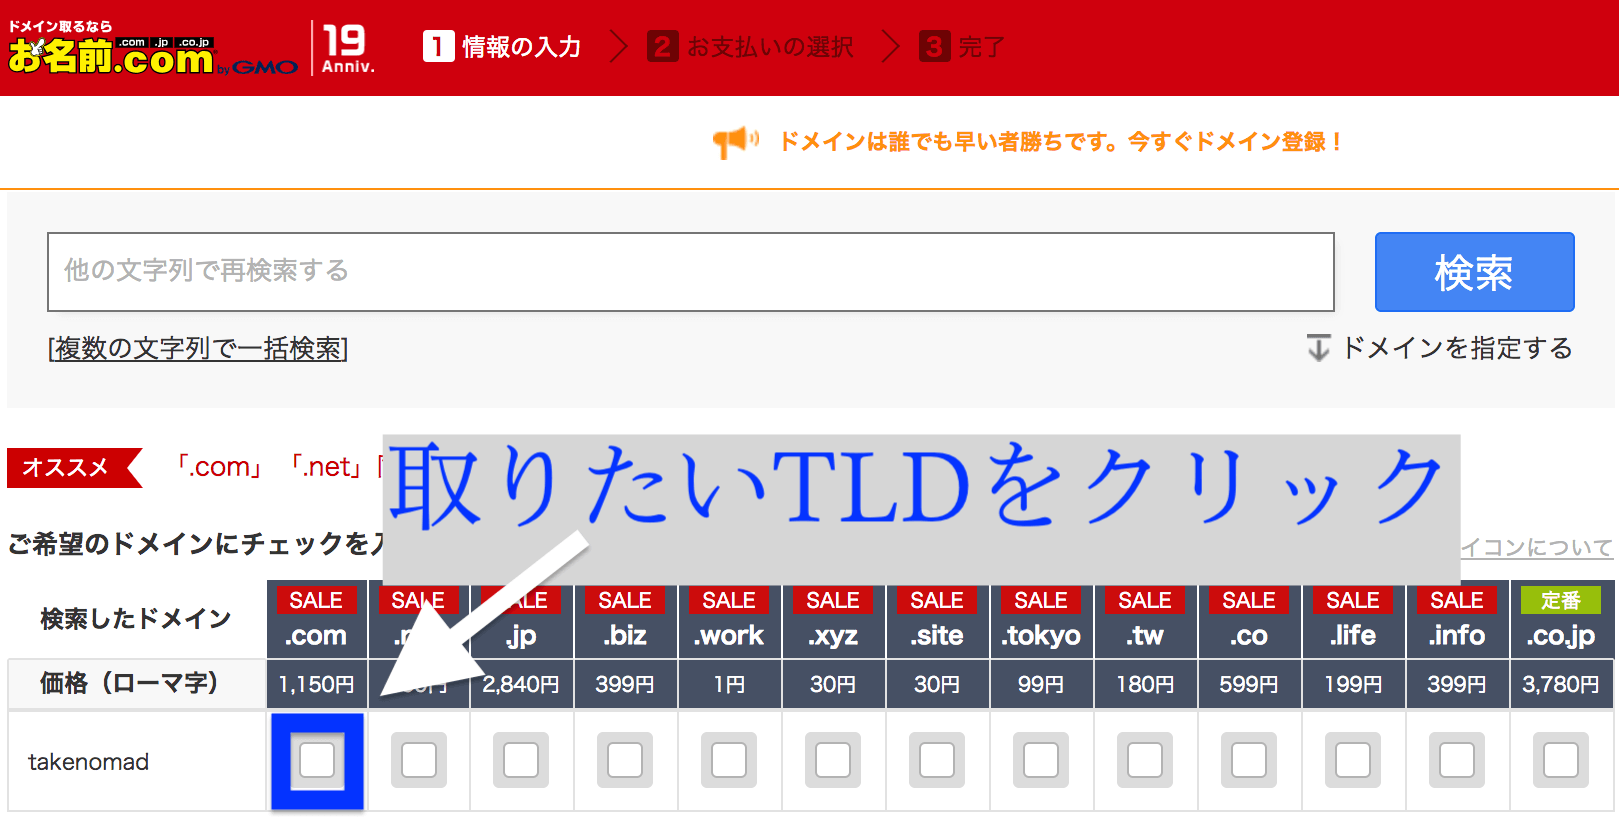 ドメイン取るなら
お名前.com
.com .jp .co.jp
by GMO
19
Anniv.
1 情報の入力
2 お支払いの選択
3 完了
ドメインは誰でも早い者勝ちです。今すぐドメイン登録！
他の文字列で再検索する
検索
[複数の文字列で一括検索]
ドメインを指定する
オススメ 「.com」 「.net」
取りたいTLDをクリック
ご希望のドメインにチェックを
イコンについて
検索したドメイン
SALE SALE SALE SALE SALE SALE SALE SALE SALE SALE SALE 定番
.com .jp .biz .work .xyz .site .tokyo .tw .co .life .info .co.jp
価格（ローマ字） 1,150円 2,840円 399円 1円 30円 30円 99円 180円 599円 199円 399円 3,780円
takenomad